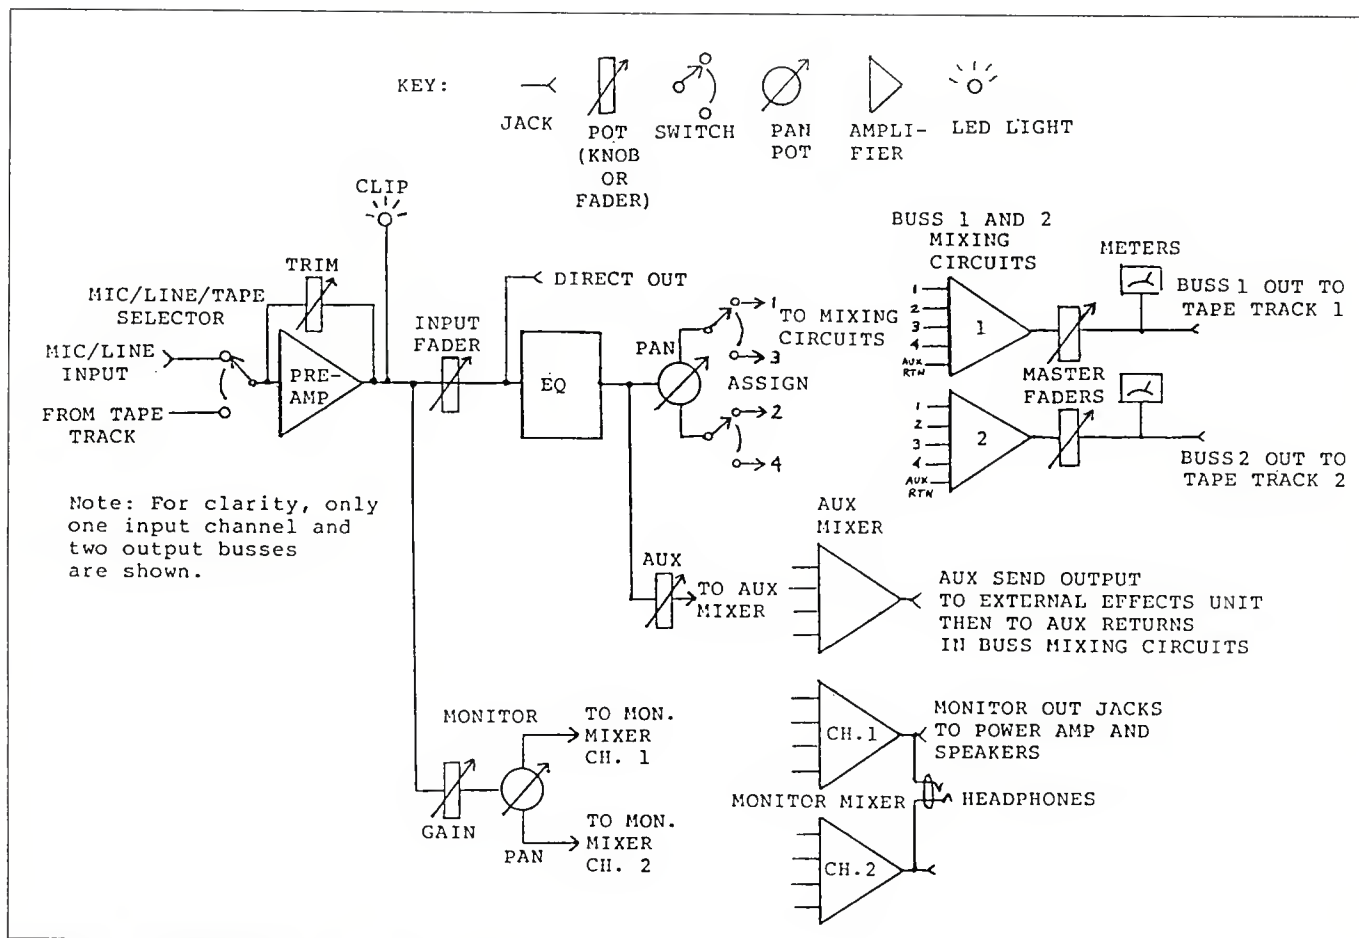 KEY:
JACK
POT
(KNOB
OR
FADER)
SWITCH
PAN
POT
AMPLI-
FIER
LED LIGHT
CLIP
TRIM
MIC/LINE/TAPE
SELECTOR
MIC/LINE
INPUT
FROM TAPE
TRACK
PRE-
AMP
INPUT
FADER
DIRECT OUT
EQ
PAN
1
3
2
4
TO MIXING
CIRCUITS
ASSIGN
BUSS 1 AND 2
MIXING
CIRCUITS
1
2
3
4
AUX
RTN
1
METERS
BUSS 1 OUT TO
TAPE TRACK 1
MASTER
FADERS
1
2
3
4
AUX
RTN
2
BUSS 2 OUT TO
TAPE TRACK 2
Note: For clarity, only
one input channel and
two output busses
are shown.
AUX
TO AUX
MIXER
AUX
MIXER
AUX SEND OUTPUT
TO EXTERNAL EFFECTS UNIT
THEN TO AUX RETURNS
IN BUSS MIXING CIRCUITS
MONITOR
GAIN
PAN
TO MON.
MIXER
CH. 1
TO MON.
MIXER
CH. 2
CH.1
MONITOR OUT JACKS
TO POWER AMP AND
SPEAKERS
MONITOR MIXER
HEADPHONES
CH.2